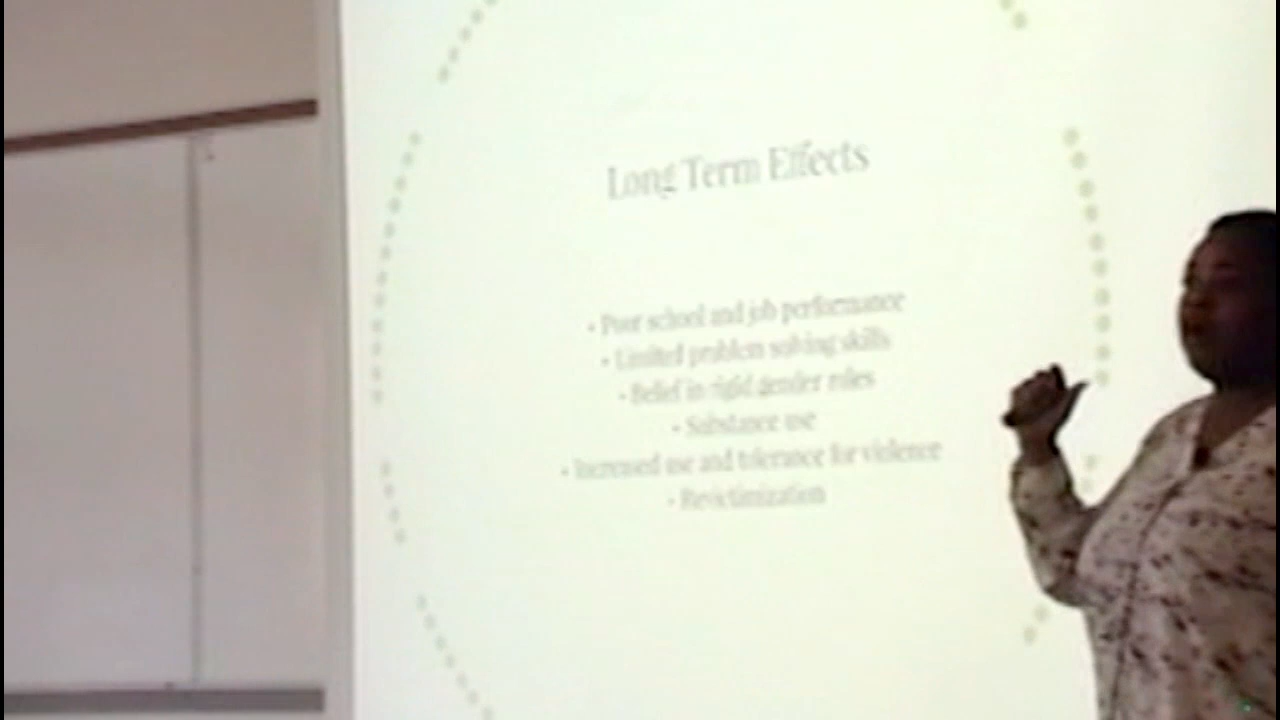 Long Term Effects
• Poor school and job performance
• Limited problem solving skills
• Belief in rigid gender roles
• Substance use
• Increased use and tolerance for violence
• Revictimization